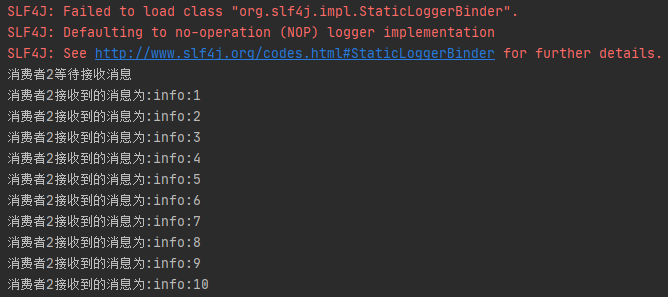 SLF4J: Failed to load class "org.slf4j.impl.StaticLoggerBinder".
SLF4J: Defaulting to no-operation (NOP) logger implementation
SLF4J: See http://www.slf4j.org/codes.html#StaticLoggerBinder for further details.
消费者2等待接收消息
消费者2接收到的消息为:info:1
消费者2接收到的消息为:info:2
消费者2接收到的消息为:info:3
消费者2接收到的消息为:info:4
消费者2接收到的消息为:info:5
消费者2接收到的消息为:info:6
消费者2接收到的消息为:info:7
消费者2接收到的消息为:info:8
消费者2接收到的消息为:info:9
消费者2接收到的消息为:info:10